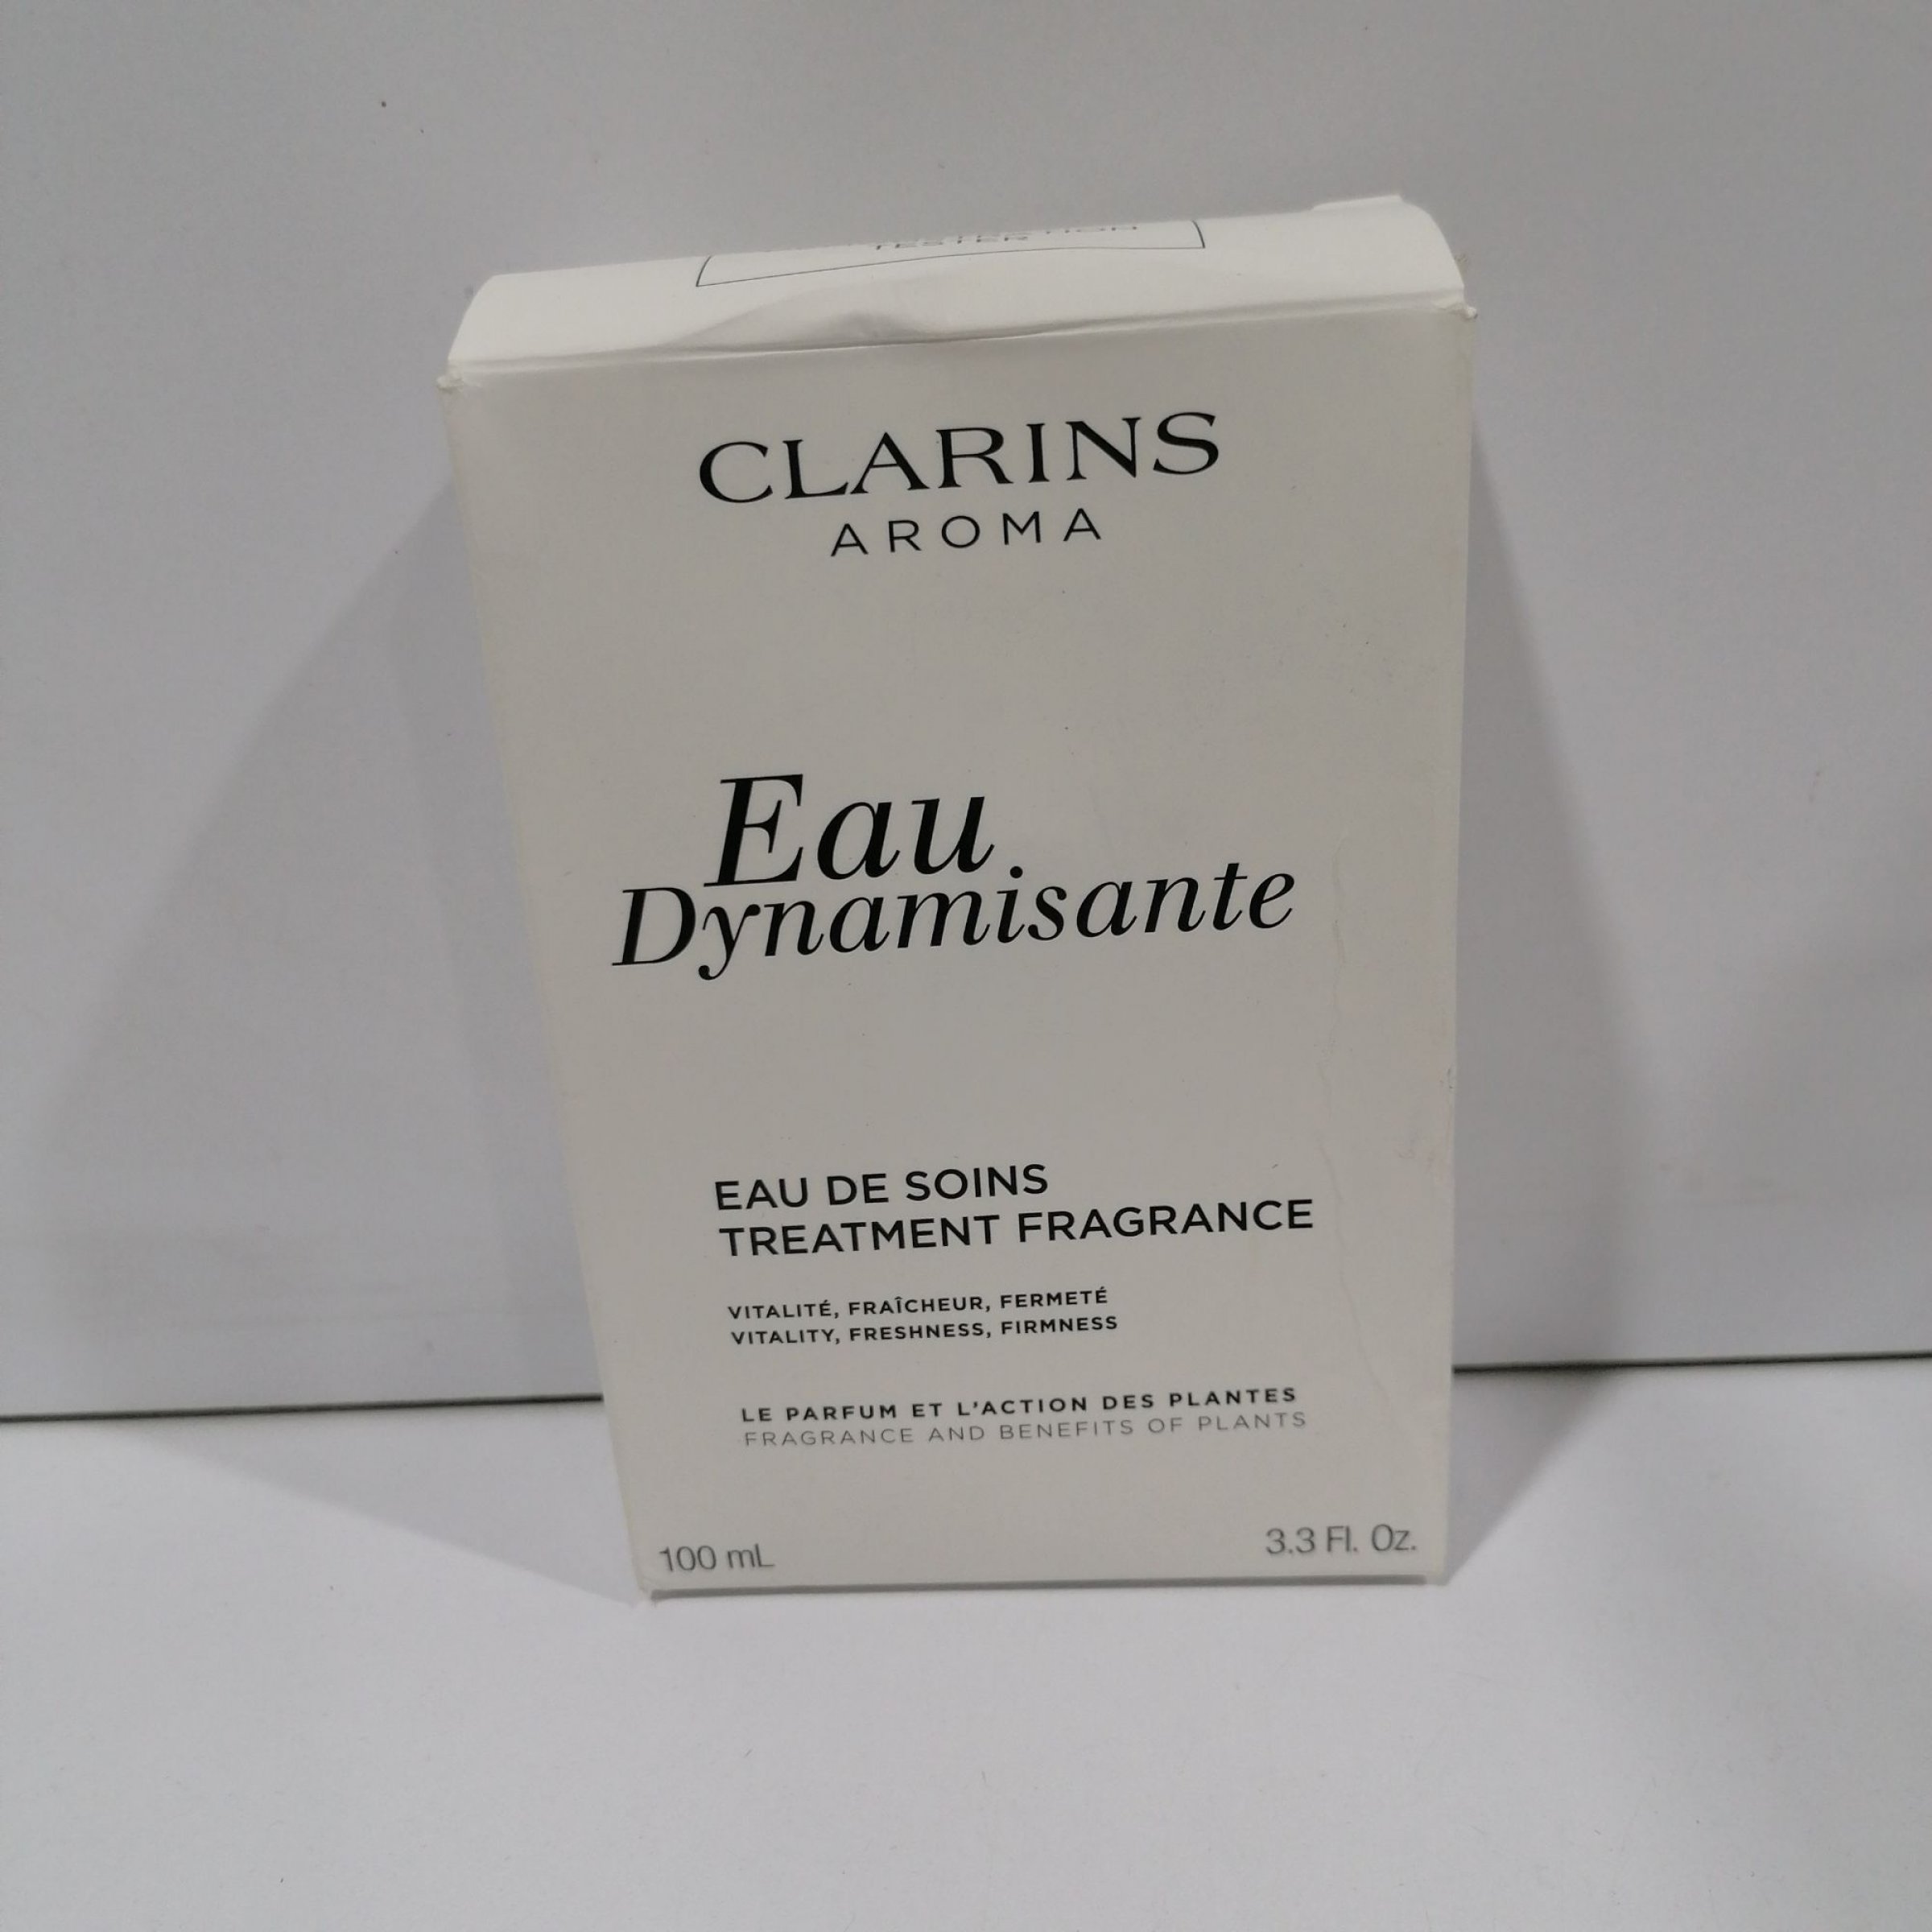 TESTER
CLARINS
AROMA
Eau
Dynamisante
EAU DE SOINS
TREATMENT FRAGRANCE
VITALITÉ, FRAÎCHEUR, FERMETÉ
VITALITY, FRESHNESS, FIRMNESS
LE PARFUM ET L'ACTION DES PLANTES
FRAGRANCE AND BENEFITS OF PLANTS
100 mL
3.3 Fl. Oz.